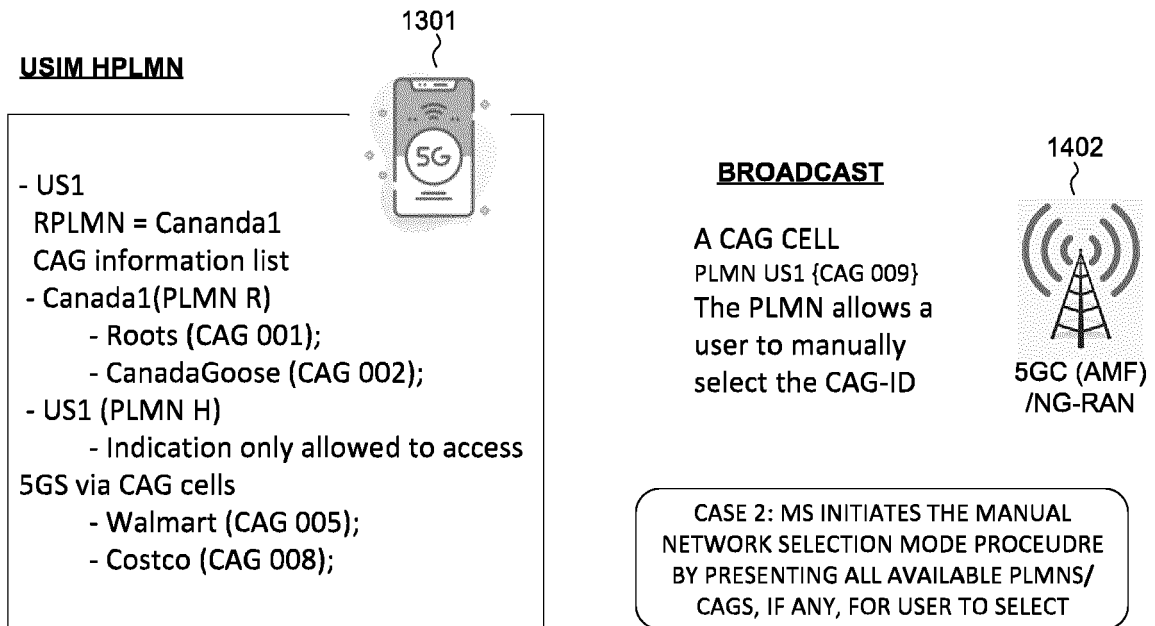 1301
USIM HPLMN
5G
- US1
RPLMN = Cananda1
CAG information list
- Canada1(PLMN R)
- Roots (CAG 001);
- CanadaGoose (CAG 002);
- US1 (PLMN H)
- Indication only allowed to access
5GS via CAG cells
- Walmart (CAG 005);
- Costco (CAG 008);
1402
BROADCAST
A CAG CELL
PLMN US1 {CAG 009}
The PLMN allows a
user to manually
select the CAG-ID
5GC (AMF)
/NG-RAN
CASE 2: MS INITIATES THE MANUAL
NETWORK SELECTION MODE PROCEUDRE
BY PRESENTING ALL AVAILABLE PLMNS/
CAGS, IF ANY, FOR USER TO SELECT